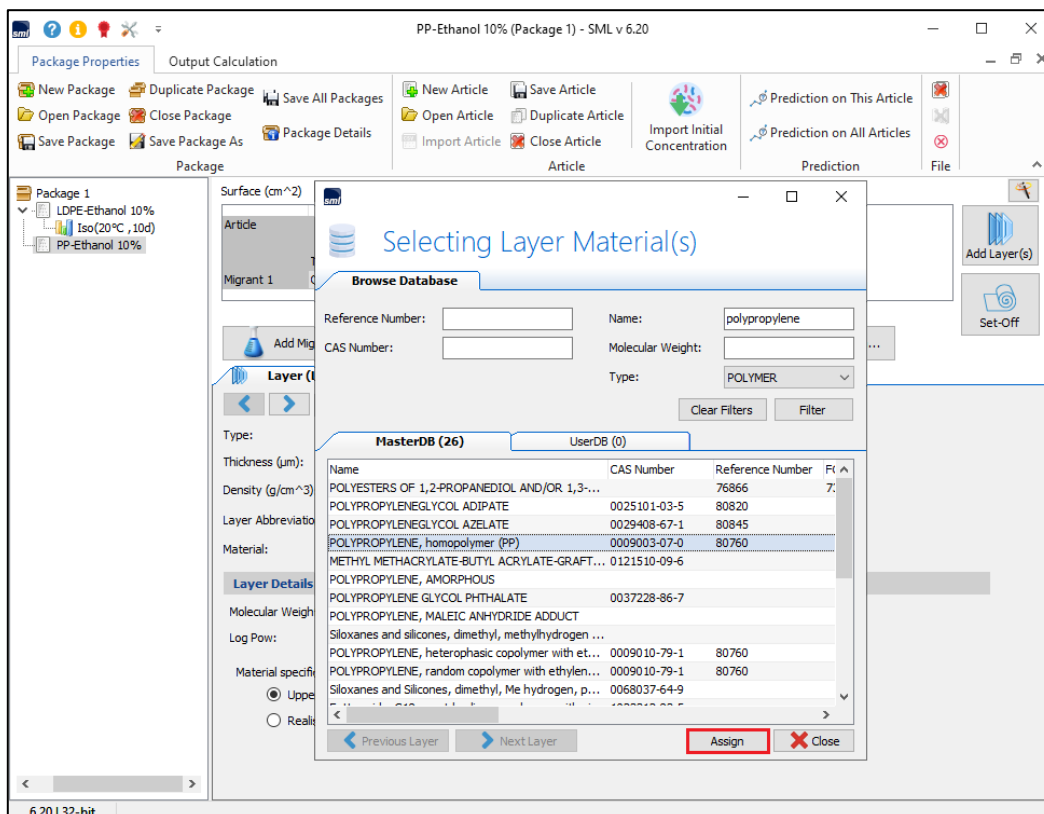 sml PP-Ethanol 10% (Package 1) - SML v 6.20
Package Properties Output Calculation
New Package Duplicate Package Save All Packages New Article Save Article
Open Package Close Package Open Article Duplicate Article Prediction on This Article
Save Package Save Package As Package Details Import Article Close Article Import Initial Concentration Prediction on All Articles
Package Article Prediction File
Package 1
LDPE-Ethanol 10%
Iso(20°C ,10d)
PP-Ethanol 10%
Surface (cm^2)
Article
Migrant 1
Add Layer(s)
Set-Off
Add Mig
...
Type:
Thickness (µm):
Density (g/cm^3)
Layer Abbreviatio
Material:
Layer Details
Molecular Weigh
Log Pow:
Material specifi
Uppe
Realis
sml
Selecting Layer Material(s)
Browse Database
Reference Number: Name: polypropylene
CAS Number: Molecular Weight:
Type: POLYMER
Clear Filters Filter
MasterDB (26) UserDB (0)
Name CAS Number Reference Number
POLYESTERS OF 1,2-PROPANEDIOL AND/OR 1,3-... 76866
POLYPROPYLENEGLYCOL ADIPATE 0025101-03-5 80820
POLYPROPYLENEGLYCOL AZELATE 0029408-67-1 80845
POLYPROPYLENE, homopolymer (PP) 0009003-07-0 80760
METHYL METHACRYLATE-BUTYL ACRYLATE-GRAFT... 0121510-09-6
POLYPROPYLENE, AMORPHOUS
POLYPROPYLENE GLYCOL PHTHALATE 0037228-86-7
POLYPROPYLENE, MALEIC ANHYDRIDE ADDUCT
Siloxanes and silicones, dimethyl, methylhydrogen ...
POLYPROPYLENE, heterophasic copolymer with et... 0009010-79-1 80760
POLYPROPYLENE, random copolymer with ethylen... 0009010-79-1 80760
Siloxanes and Silicones, dimethyl, Me hydrogen, p... 0068037-64-9
Previous Layer Next Layer Assign Close
6.20 | 32-bit